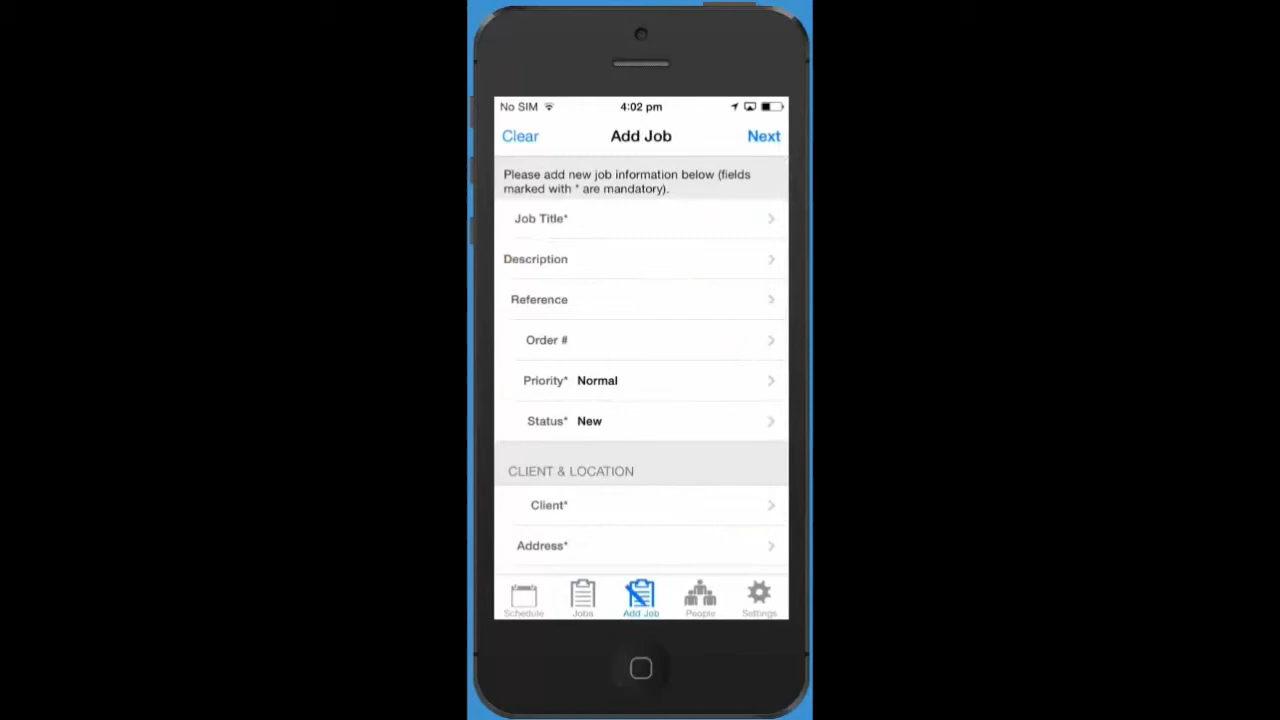 No SIM 4:02 pm
Clear Add Job Next
Please add new job information below (fields
marked with * are mandatory).
Job Title*
Description
Reference
Order #
Priority* Normal
Status* New
CLIENT & LOCATION
Client*
Address*
Schedule Jobs Add Job People Settings